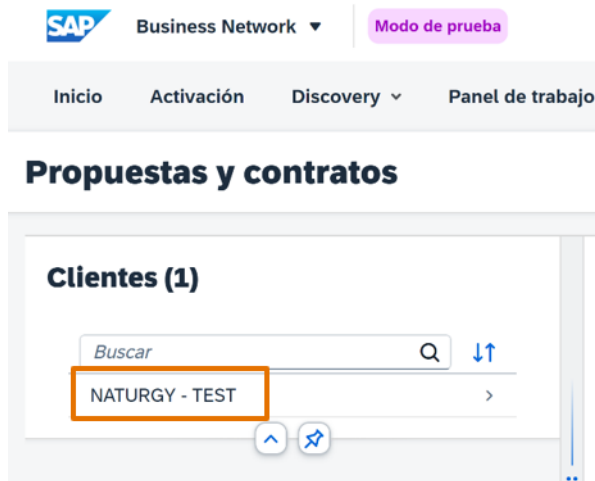 SAP Business Network Modo de prueba
Inicio Activación Discovery Panel de trabajo
Propuestas y contratos
Clientes (1)
Buscar
NATURGY - TEST